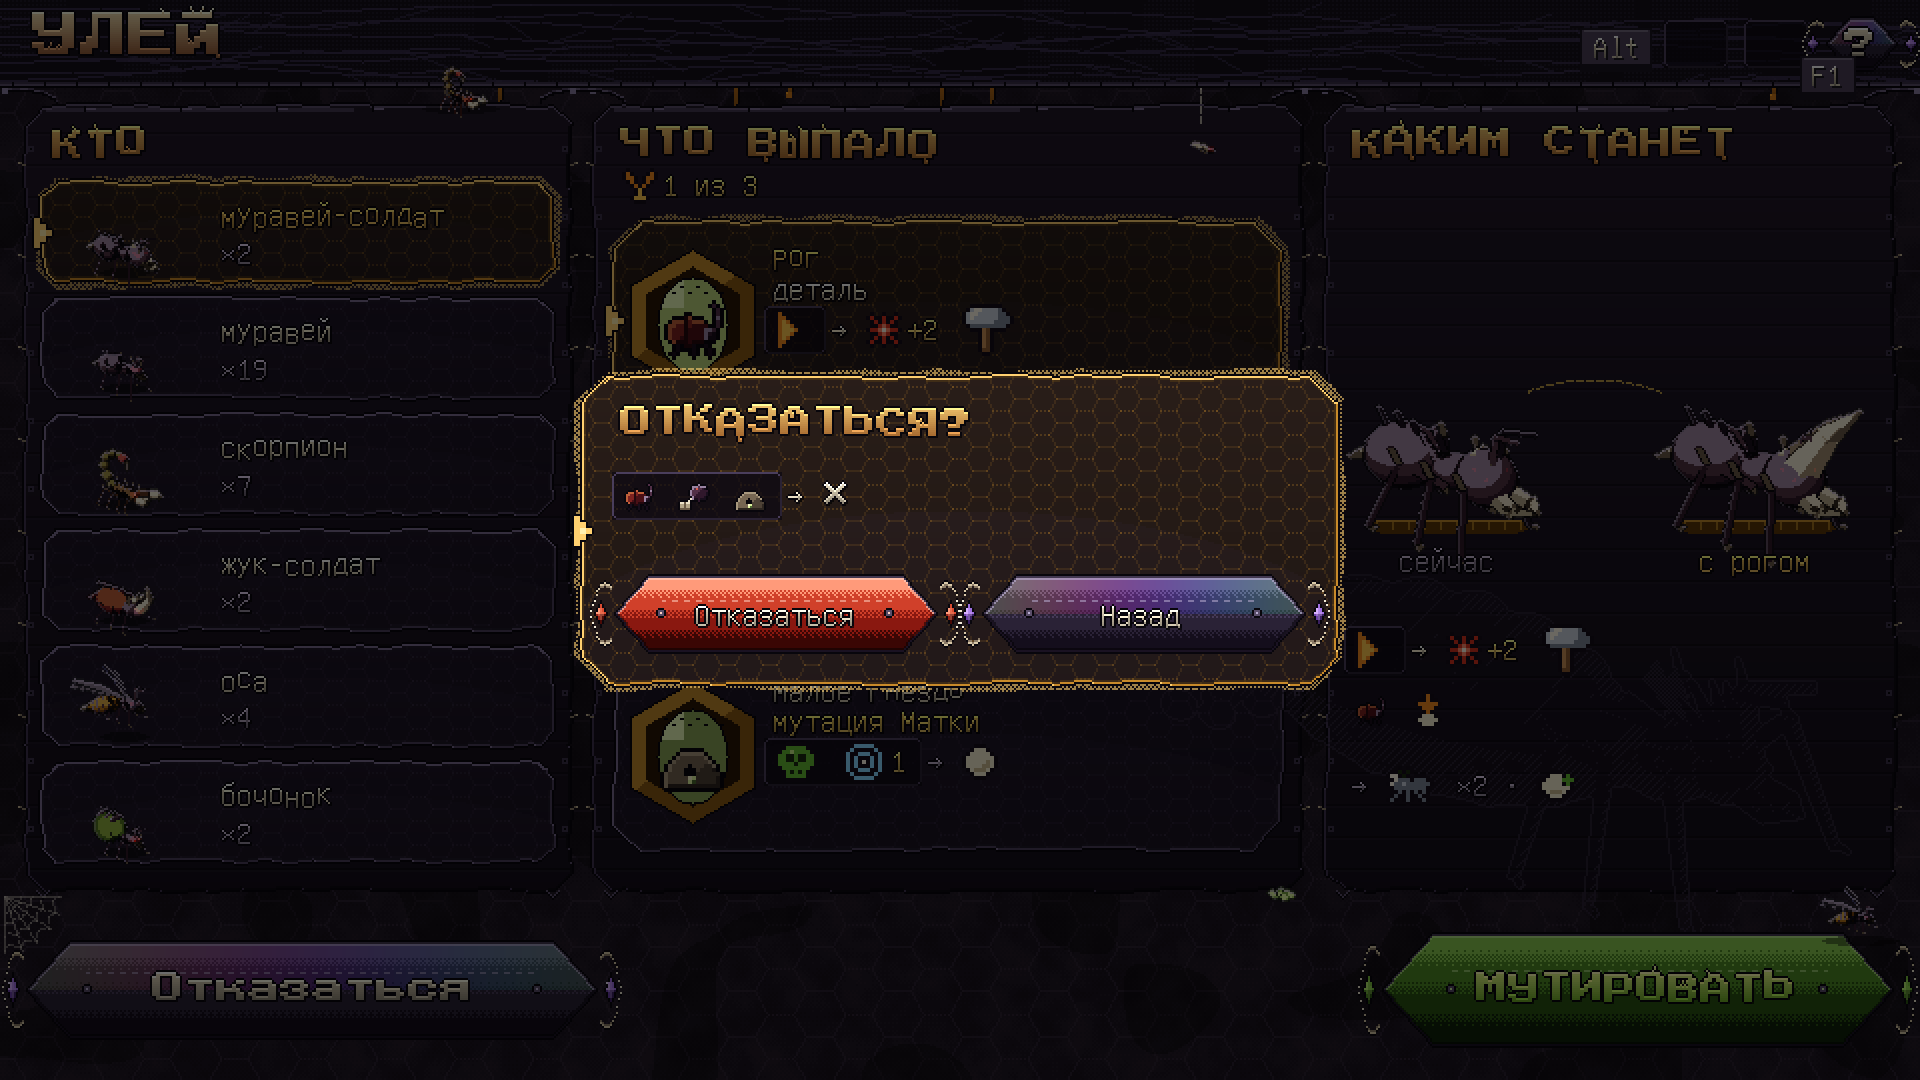 УЛЕЙ
Alt
F1
КТО
муравей-солдат
×2
муравей
×19
скорпион
×7
жук-солдат
×2
оса
×4
бочонок
×2
ЧТО ВЫПАЛО
1 из 3
рог
деталь
→ +2
ОТКАЗАТЬСЯ?
→ ×
Отказаться
Назад
малое гнездо
мутация Матки
1 →
КАКИМ СТАНЕТ
сейчас
с рогом
→ +2
→ ×2 ·
Отказаться
МУТИРОВАТЬ